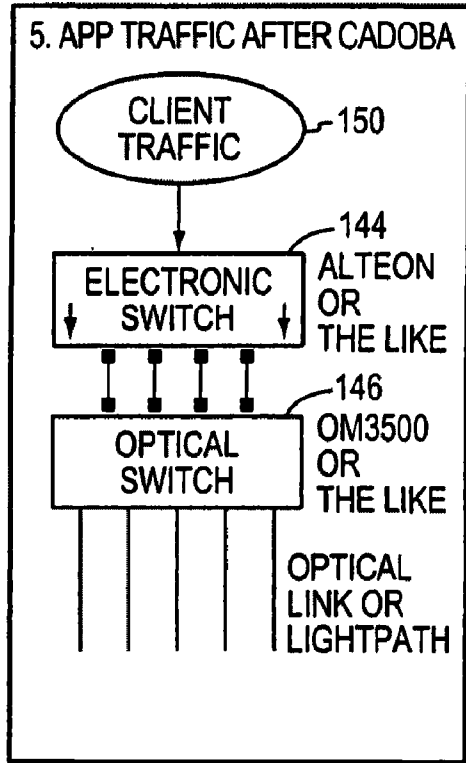 5. APP TRAFFIC AFTER CADOBA
CLIENT
TRAFFIC
150
144
ELECTRONIC
SWITCH
ALTEON
OR
THE LIKE
146
OPTICAL
SWITCH
OM3500
OR
THE LIKE
OPTICAL
LINK OR
LIGHTPATH